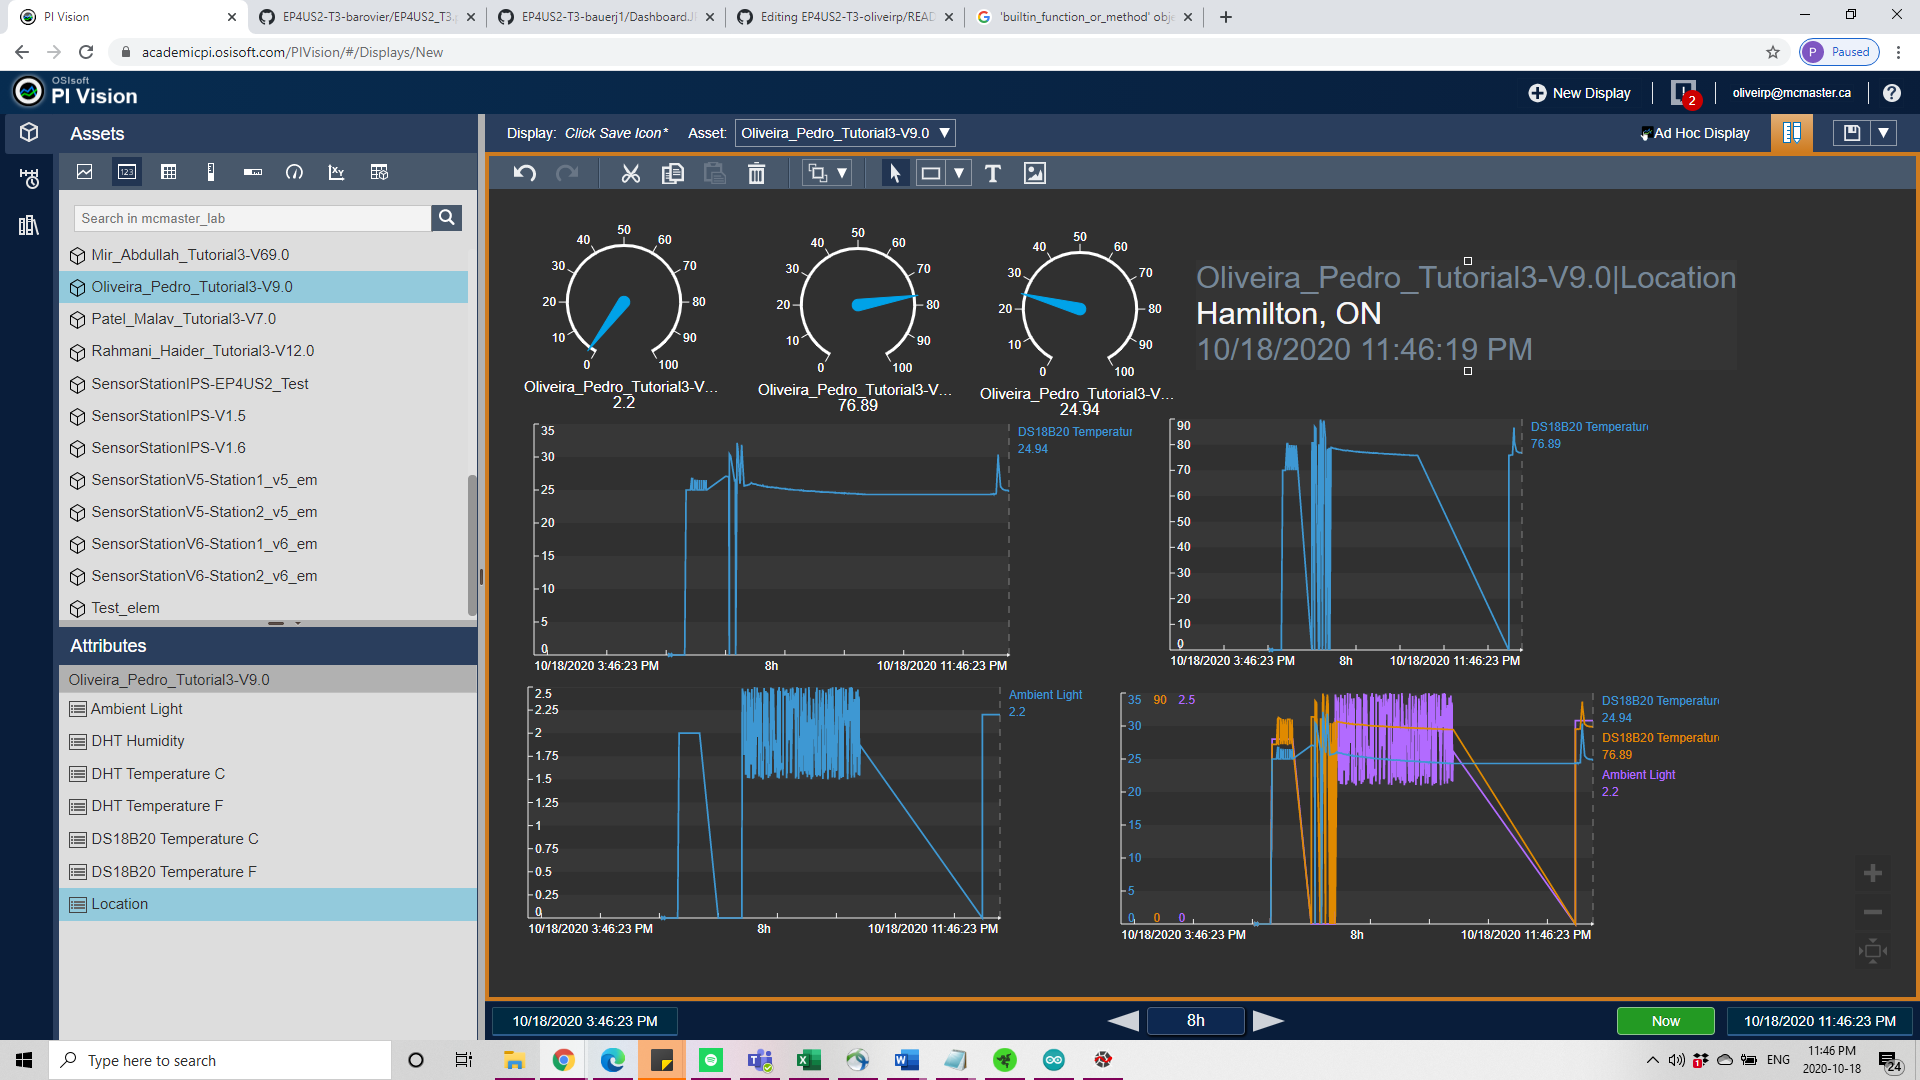 PI Vision
EP4US2-T3-barovier/EP4US2_T3.
EP4US2-T3-bauerj1/Dashboard.JI
Editing EP4US2-T3-oliveirp/READ
'builtin_function_or_method' obje
academicpi.osisoft.com/PIVision/#/Displays/New
P
Paused
OSIsoft
PI Vision
New Display
2
oliveirp@mcmaster.ca
Assets
Display: Click Save Icon*
Asset:
Oliveira_Pedro_Tutorial3-V9.0
Ad Hoc Display
Search in mcmaster_lab
Mir_Abdullah_Tutorial3-V69.0
Oliveira_Pedro_Tutorial3-V9.0
Patel_Malav_Tutorial3-V7.0
Rahmani_Haider_Tutorial3-V12.0
SensorStationIPS-EP4US2_Test
SensorStationIPS-V1.5
SensorStationIPS-V1.6
SensorStationV5-Station1_v5_em
SensorStationV5-Station2_v5_em
SensorStationV6-Station1_v6_em
SensorStationV6-Station2_v6_em
Test_elem
Attributes
Oliveira_Pedro_Tutorial3-V9.0
Ambient Light
DHT Humidity
DHT Temperature C
DHT Temperature F
DS18B20 Temperature C
DS18B20 Temperature F
Location
0 10 20 30 40 50 60 70 80 90 100
Oliveira_Pedro_Tutorial3-V...
2.2
0 10 20 30 40 50 60 70 80 90 100
Oliveira_Pedro_Tutorial3-V...
76.89
0 10 20 30 40 50 60 70 80 90 100
Oliveira_Pedro_Tutorial3-V...
24.94
Oliveira_Pedro_Tutorial3-V9.0|Location
Hamilton, ON
10/18/2020 11:46:19 PM
35
30
25
20
15
10
5
0
10/18/2020 3:46:23 PM 8h 10/18/2020 11:46:23 PM
DS18B20 Temperatur
24.94
90
80
70
60
50
40
30
20
10
0
10/18/2020 3:46:23 PM 8h 10/18/2020 11:46:23 PM
DS18B20 Temperatur
76.89
2.5
2.25
2
1.75
1.5
1.25
1
0.75
0.5
0.25
0
10/18/2020 3:46:23 PM 8h 10/18/2020 11:46:23 PM
Ambient Light
2.2
35 90 2.5
30
25
20
15
10
5
0 0 0
10/18/2020 3:46:23 PM 8h 10/18/2020 11:46:23 PM
DS18B20 Temperatur
24.94
DS18B20 Temperatur
76.89
Ambient Light
2.2
10/18/2020 3:46:23 PM
8h
Now
10/18/2020 11:46:23 PM
Type here to search
ENG
11:46 PM
2020-10-18
24